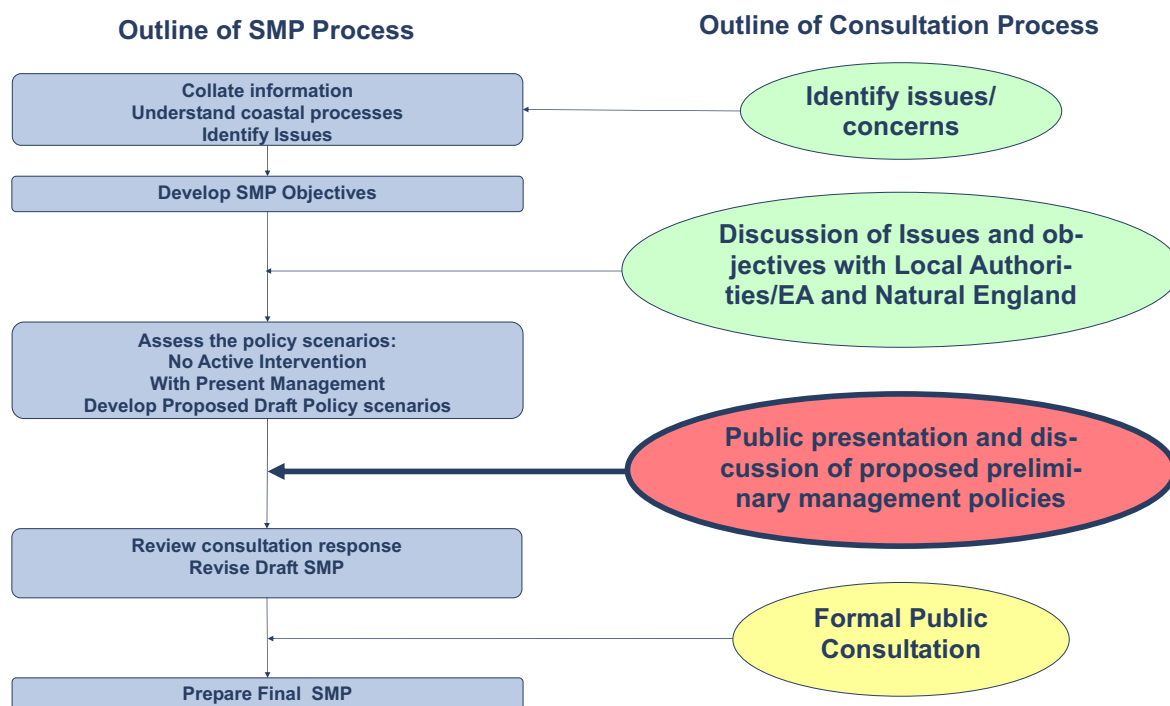 Outline of SMP Process
Collate information
Understand coastal processes
Identify Issues
Develop SMP Objectives
Assess the policy scenarios:
No Active Intervention
With Present Management
Develop Proposed Draft Policy scenarios
Review consultation response
Revise Draft SMP
Prepare Final SMP
Outline of Consultation Process
Identify issues/
concerns
Discussion of Issues and ob-
jectives with Local Authori-
ties/EA and Natural England
Public presentation and dis-
cussion of proposed prelimi-
nary management policies
Formal Public
Consultation